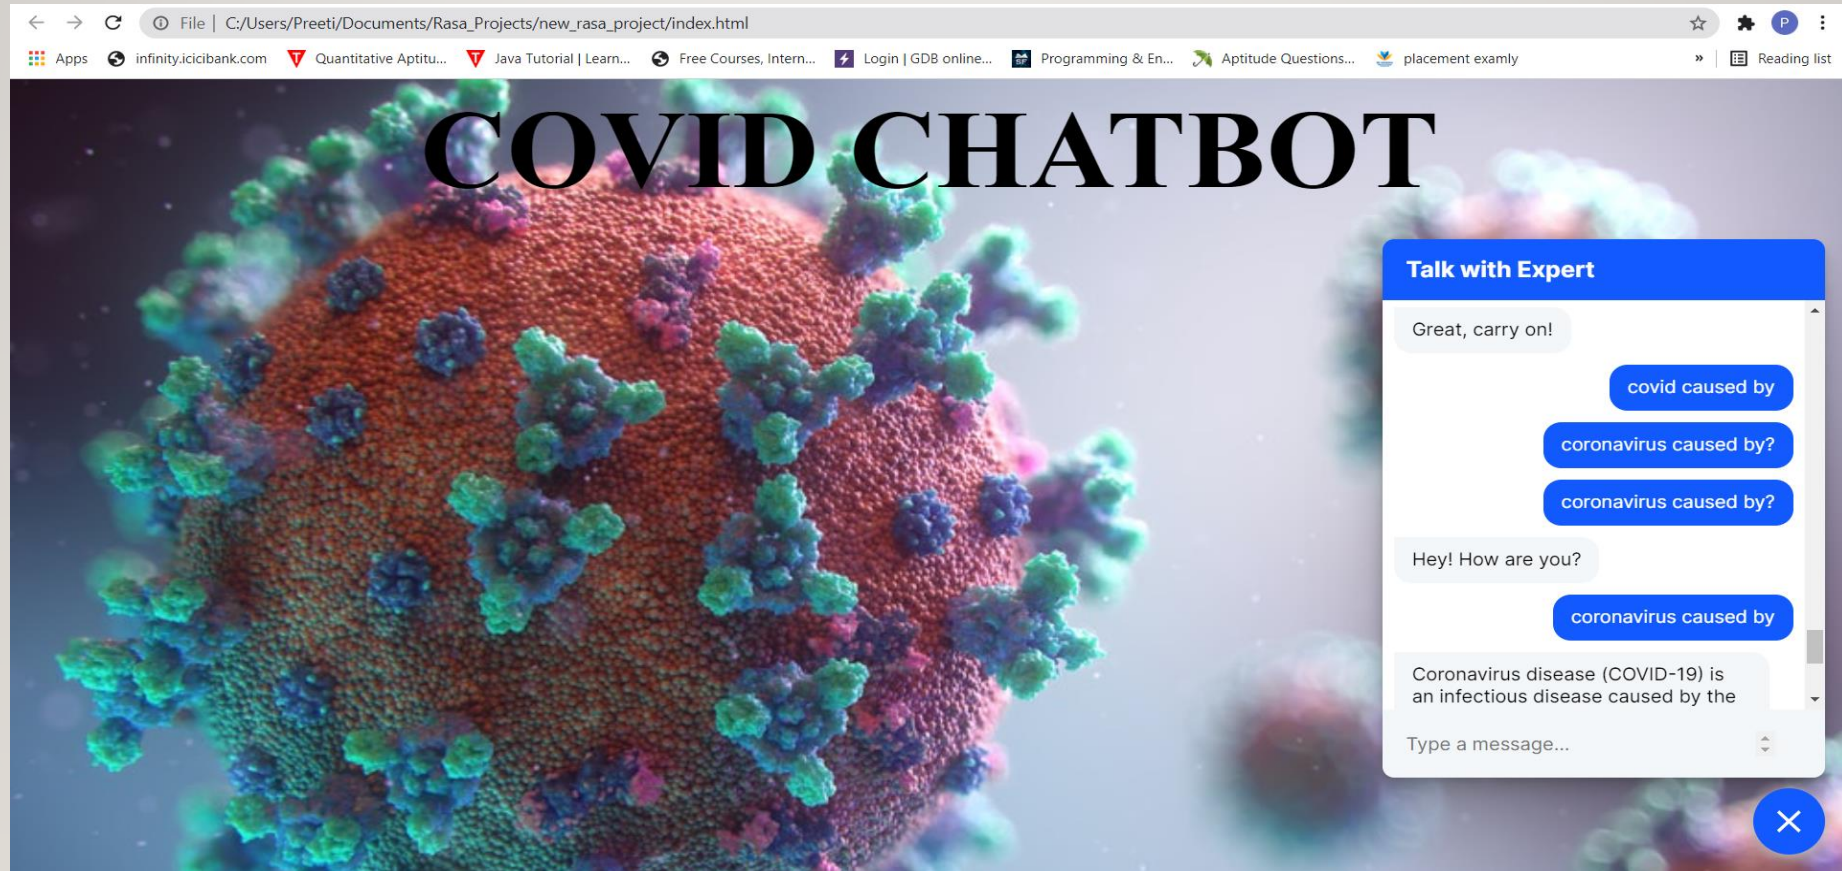 File | C:/Users/Preeti/Documents/Rasa_Projects/new_rasa_project/index.html
P
Apps infinity.icicibank.com Quantitative Aptitu... Java Tutorial | Learn... Free Courses, Intern... Login | GDB online... Programming & En... Aptitude Questions... placement examly » Reading list
COVID CHATBOT
Talk with Expert
Great, carry on!
covid caused by
coronavirus caused by?
coronavirus caused by?
Hey! How are you?
coronavirus caused by
Coronavirus disease (COVID-19) is
an infectious disease caused by the
Type a message...